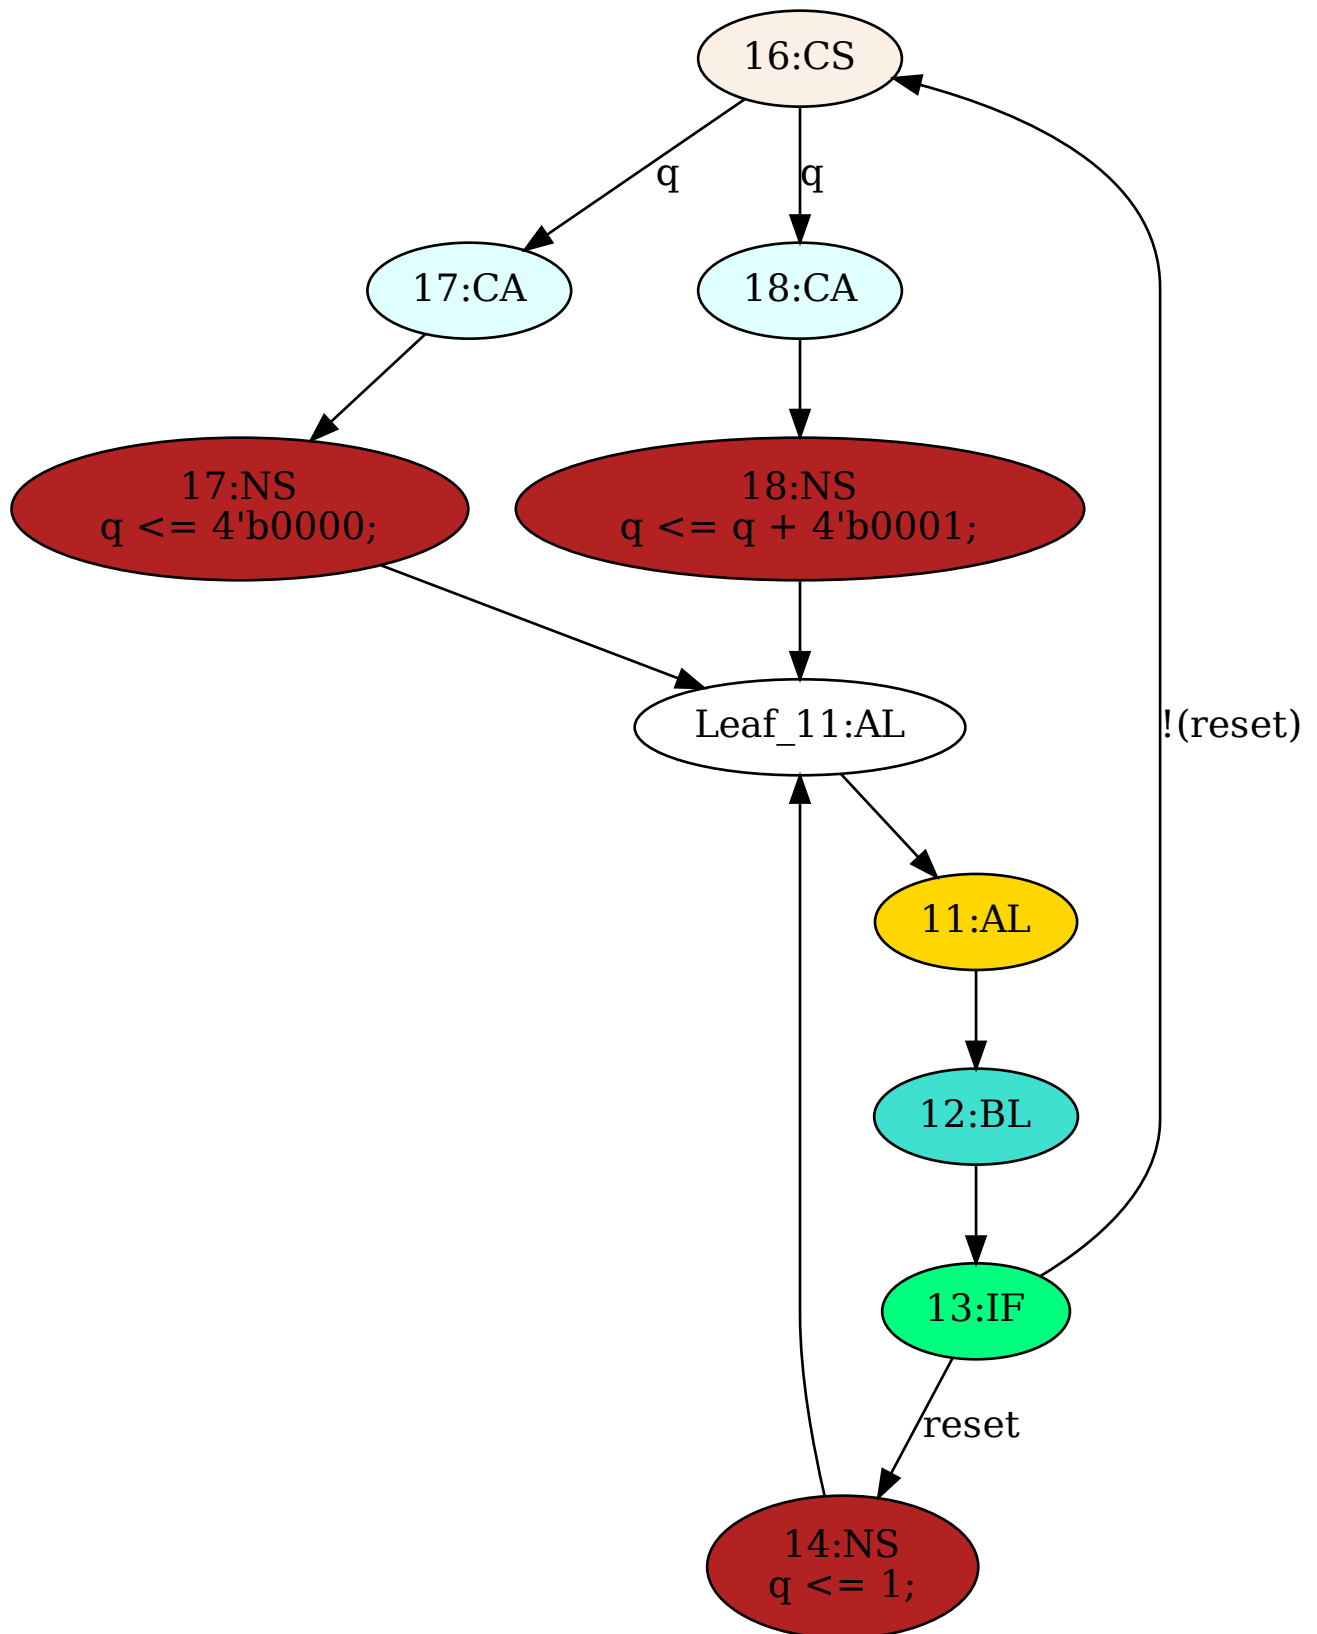 16:CS
q
q
17:CA
18:CA
17:NS
q <= 4'b0000;
18:NS
q <= q + 4'b0001;
Leaf_11:AL
!(reset)
11:AL
12:BL
13:IF
reset
14:NS
q <= 1;